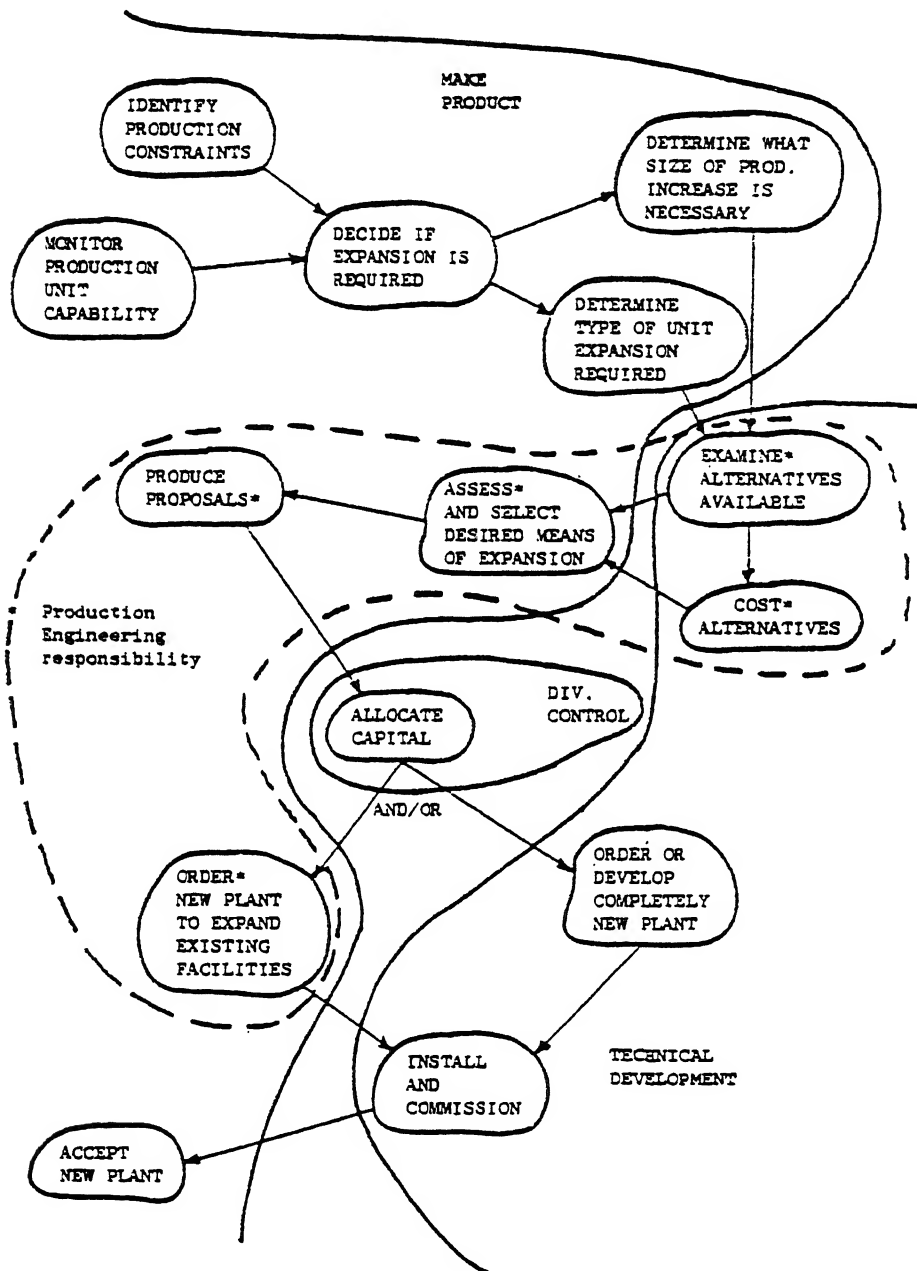 MAKE
PRODUCT
IDENTIFY
PRODUCTION
CONSTRAINTS
DETERMINE WHAT
SIZE OF PROD.
INCREASE IS
NECESSARY
MONITOR
PRODUCTION
UNIT
CAPABILITY
DECIDE IF
EXPANSION IS
REQUIRED
DETERMINE
TYPE OF UNIT
EXPANSION
REQUIRED
PRODUCE
PROPOSALS*
ASSESS*
AND SELECT
DESIRED MEANS
OF EXPANSION
EXAMINE*
ALTERNATIVES
AVAILABLE
COST*
ALTERNATIVES
Production
Engineering
responsibility
ALLOCATE
CAPITAL
DIV.
CONTROL
AND/OR
ORDER*
NEW PLANT
TO EXPAND
EXISTING
FACILITIES
ORDER OR
DEVELOP
COMPLETELY
NEW PLANT
INSTALL
AND
COMMISSION
TECHNICAL
DEVELOPMENT
ACCEPT
NEW PLANT